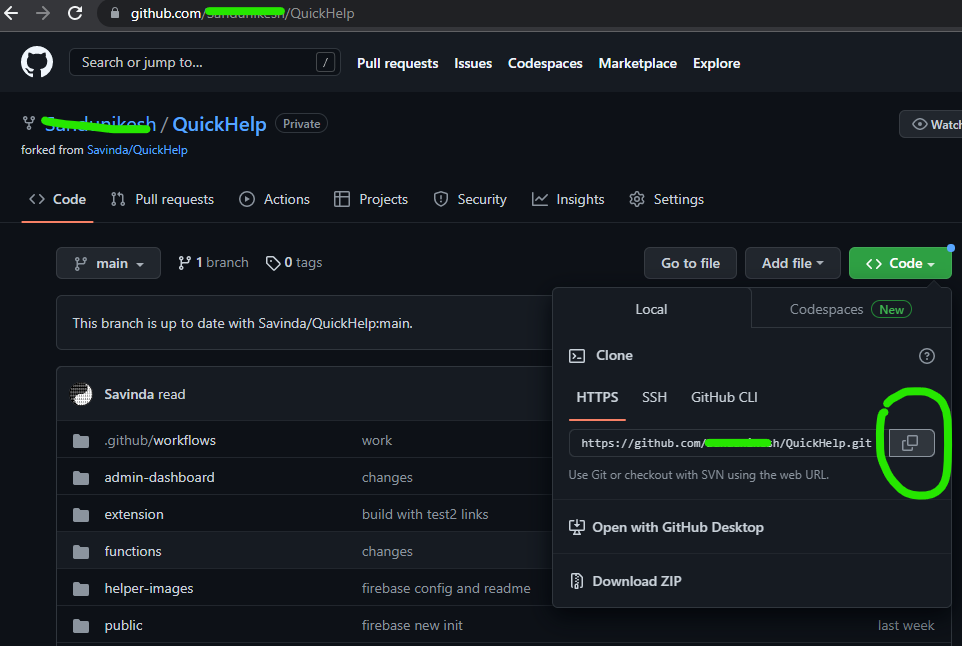 github.com/ /QuickHelp
Search or jump to... /
Pull requests Issues Codespaces Marketplace Explore
/ QuickHelp Private
Watch
forked from Savinda/QuickHelp
Code Pull requests Actions Projects Security Insights Settings
main 1 branch 0 tags Go to file Add file Code
This branch is up to date with Savinda/QuickHelp:main.
Local Codespaces New
Clone
HTTPS SSH GitHub CLI
https://github.com/ h/QuickHelp.git
Use Git or checkout with SVN using the web URL.
Open with GitHub Desktop
Download ZIP
Savinda read
.github/workflows work
admin-dashboard changes
extension build with test2 links
functions changes
helper-images firebase config and readme
public firebase new init last week